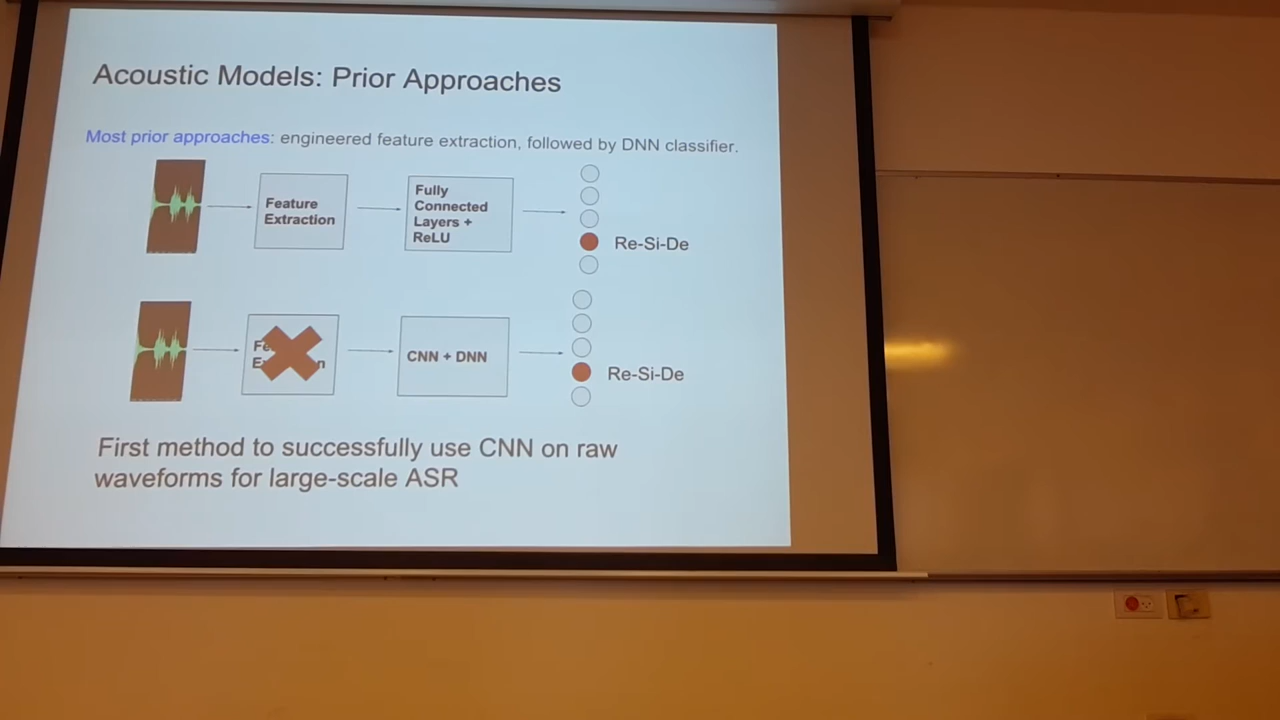 Acoustic Models: Prior Approaches
Most prior approaches: engineered feature extraction, followed by DNN classifier.
Feature
Extraction
Fully
Connected
Layers +
ReLU
Re-Si-De
CNN + DNN
Re-Si-De
First method to successfully use CNN on raw
waveforms for large-scale ASR